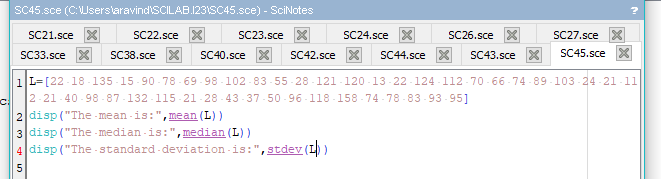 SC45.sce (C:\Users\aravind\SCILAB.I23\SC45.sce) - SciNotes
?
SC21.sce SC22.sce SC23.sce SC24.sce SC26.sce SC27.sce
SC33.sce SC38.sce SC40.sce SC42.sce SC44.sce SC43.sce SC45.sce
1 L=[22 18 135 15 90 78 69 98 102 83 55 28 121 120 13 22 124 112 70 66 74 89 103 24 21 11
2 21 40 98 87 132 115 21 28 43 37 50 96 118 158 74 78 83 93 95]
2 disp("The mean is:",mean(L))
3 disp("The median is:",median(L))
4 disp("The standard deviation is:",stdev(L))
5